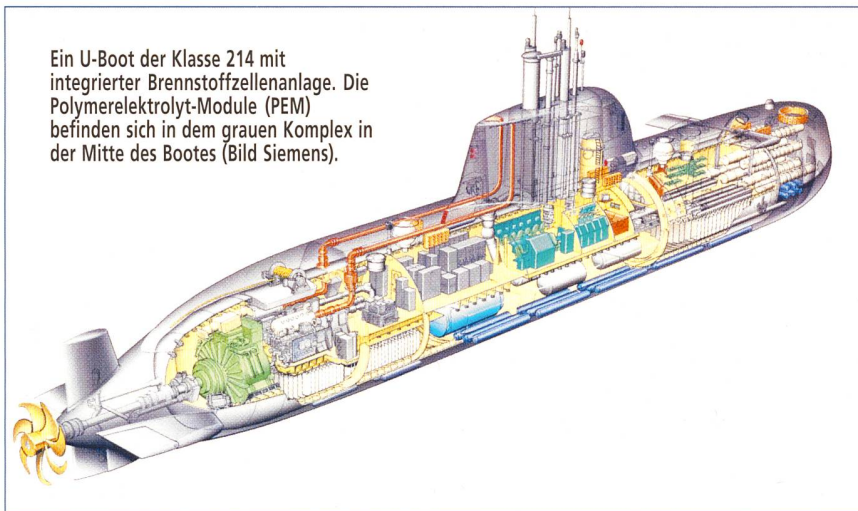 Ein U-Boot der Klasse 214 mit
integrierter Brennstoffzellenanlage. Die
Polymerelektrolyt-Module (PEM)
befinden sich in dem grauen Komplex in
der Mitte des Bootes (Bild Siemens).